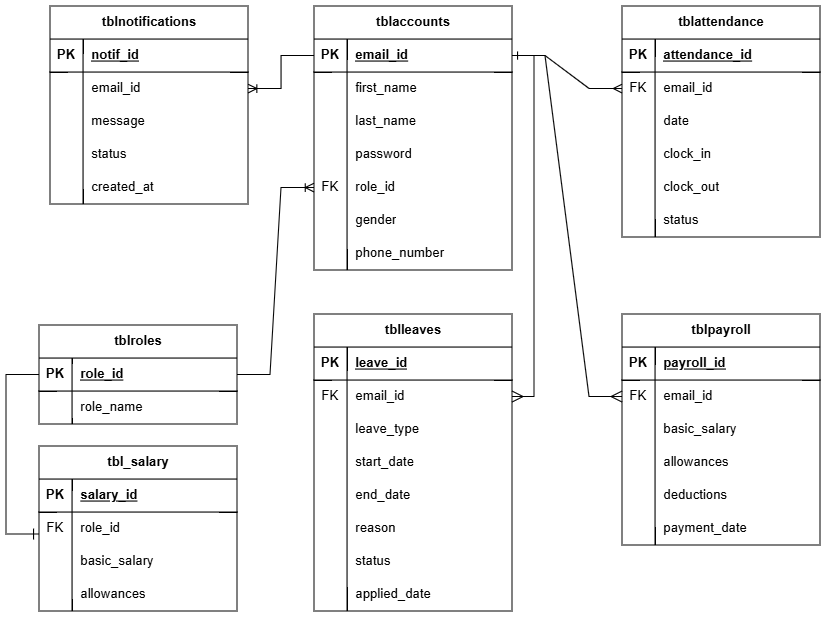 tblnotifications
PK notif_id
email_id
message
status
created_at
tblaccounts
PK email_id
first_name
last_name
password
FK role_id
gender
phone_number
tblattendance
PK attendance_id
FK email_id
date
clock_in
clock_out
status
tblroles
PK role_id
role_name
tbl_salary
PK salary_id
FK role_id
basic_salary
allowances
tblleaves
PK leave_id
FK email_id
leave_type
start_date
end_date
reason
status
applied_date
tblpayroll
PK payroll_id
FK email_id
basic_salary
allowances
deductions
payment_date